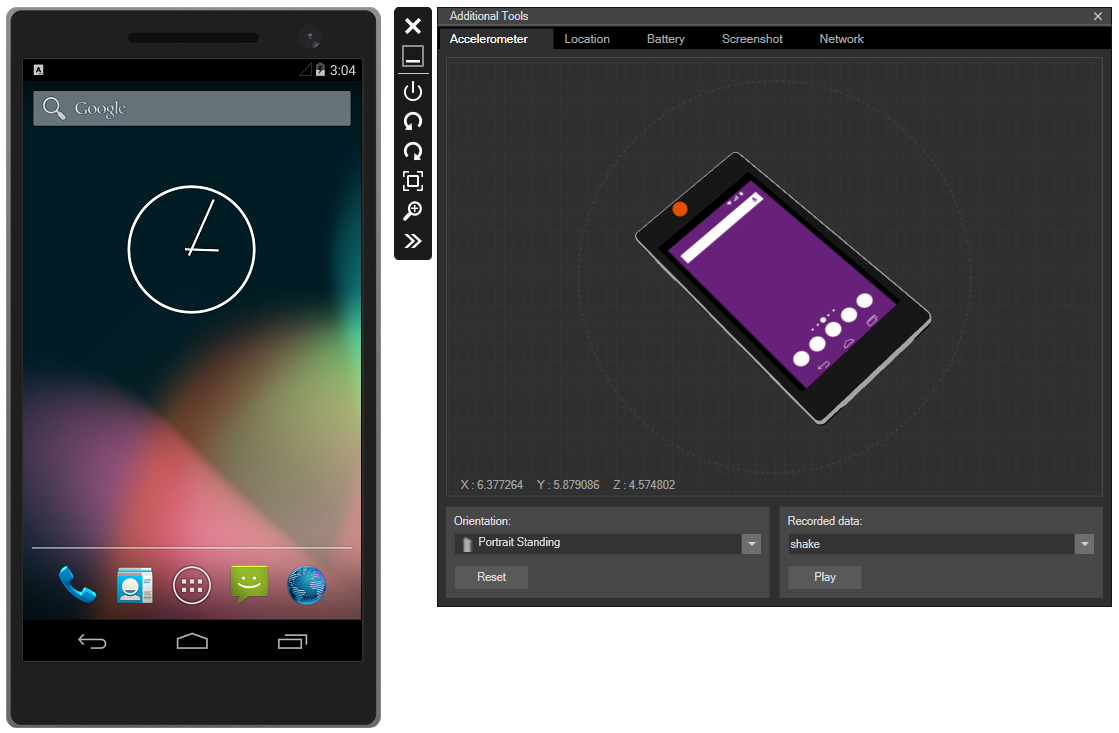 A
3:04
Google
Additional Tools
Accelerometer Location Battery Screenshot Network
X : 6.377264 Y : 5.879086 Z : 4.574802
Orientation:
Portrait Standing
Reset
Recorded data:
shake
Play